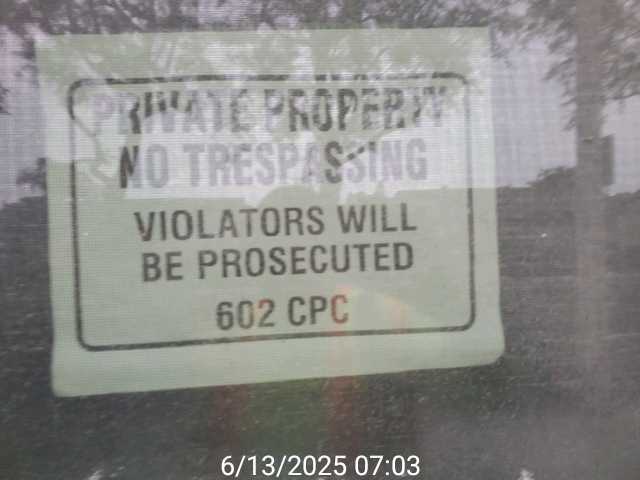 PRIVATE PROPERTY
NO TRESPASSING
VIOLATORS WILL
BE PROSECUTED
602 CPC
6/13/2025 07:03